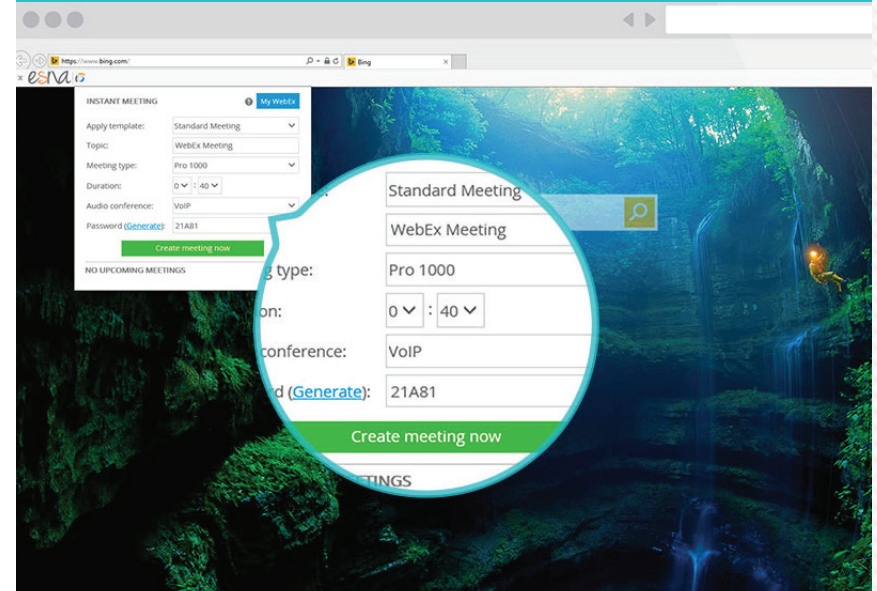 https://www.bing.com/
Bing
esna
INSTANT MEETING
My WebEx
Apply template: Standard Meeting
Topic: WebEx Meeting
Meeting type: Pro 1000
Duration: 0 : 40
Audio conference: VoIP
Password (Generate): 21A81
Create meeting now
NO UPCOMING MEETINGS
Standard Meeting
WebEx Meeting
g type: Pro 1000
on: 0 : 40
conference: VoIP
d (Generate): 21A81
Create meeting now
TINGS